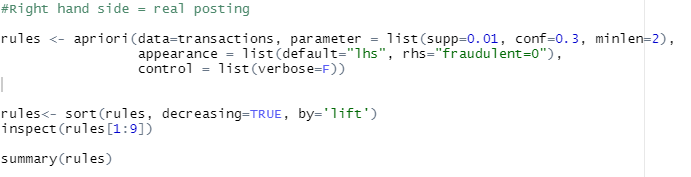 #Right hand side = real posting
rules <- apriori(data=transactions, parameter = list(supp=0.01, conf=0.3, minlen=2),
appearance = list(default="lhs", rhs="fraudulent=0"),
control = list(verbose=F))
rules<- sort(rules, decreasing=TRUE, by='lift')
inspect(rules[1:9])
summary(rules)